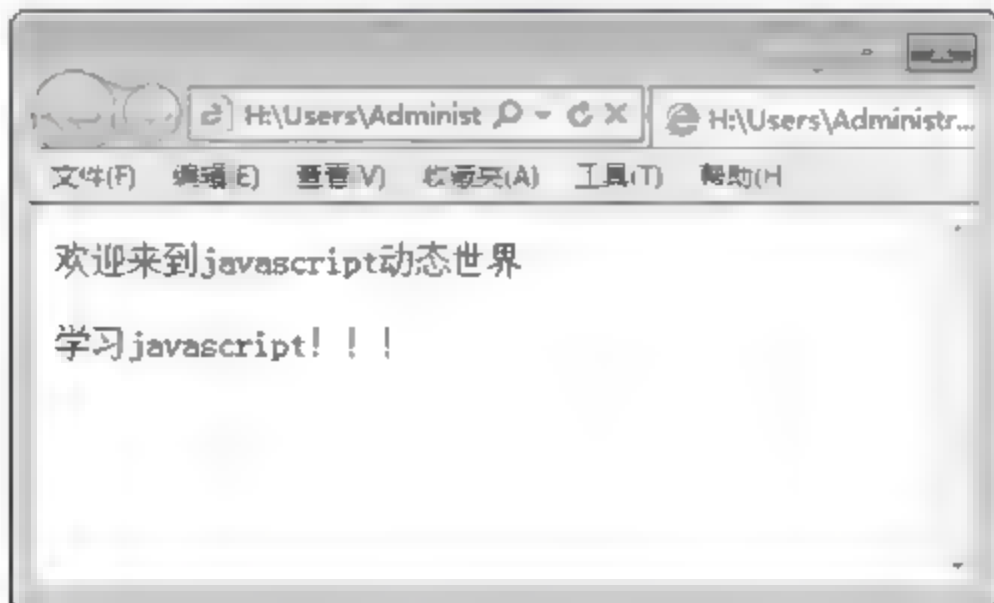 H:\Users\Administ
H:\Users\Administr...
文件(F) 编辑(E) 查看(V) 收藏夹(A) 工具(T) 帮助(H
欢迎来到javascript动态世界
学习javascript！！！